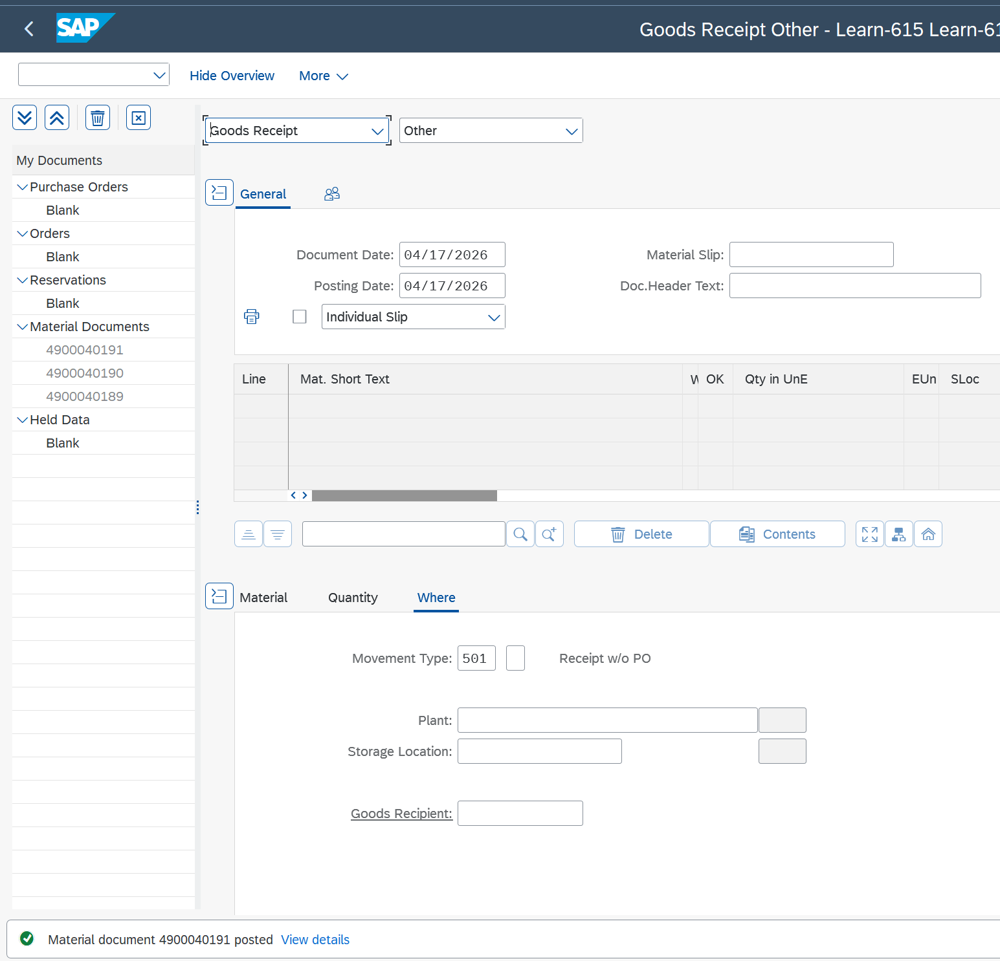 SAP
Goods Receipt Other - Learn-615 Learn-61
Hide Overview More
Goods Receipt Other
My Documents
Purchase Orders
Blank
Orders
Blank
Reservations
Blank
Material Documents
4900040191
4900040190
4900040189
Held Data
Blank
General
Document Date: 04/17/2026 Material Slip:
Posting Date: 04/17/2026 Doc.Header Text:
Individual Slip
Line Mat. Short Text OK Qty in UnE EUn SLoc
Delete Contents
Material Quantity Where
Movement Type: 501 Receipt w/o PO
Plant:
Storage Location:
Goods Recipient:
Material document 4900040191 posted View details